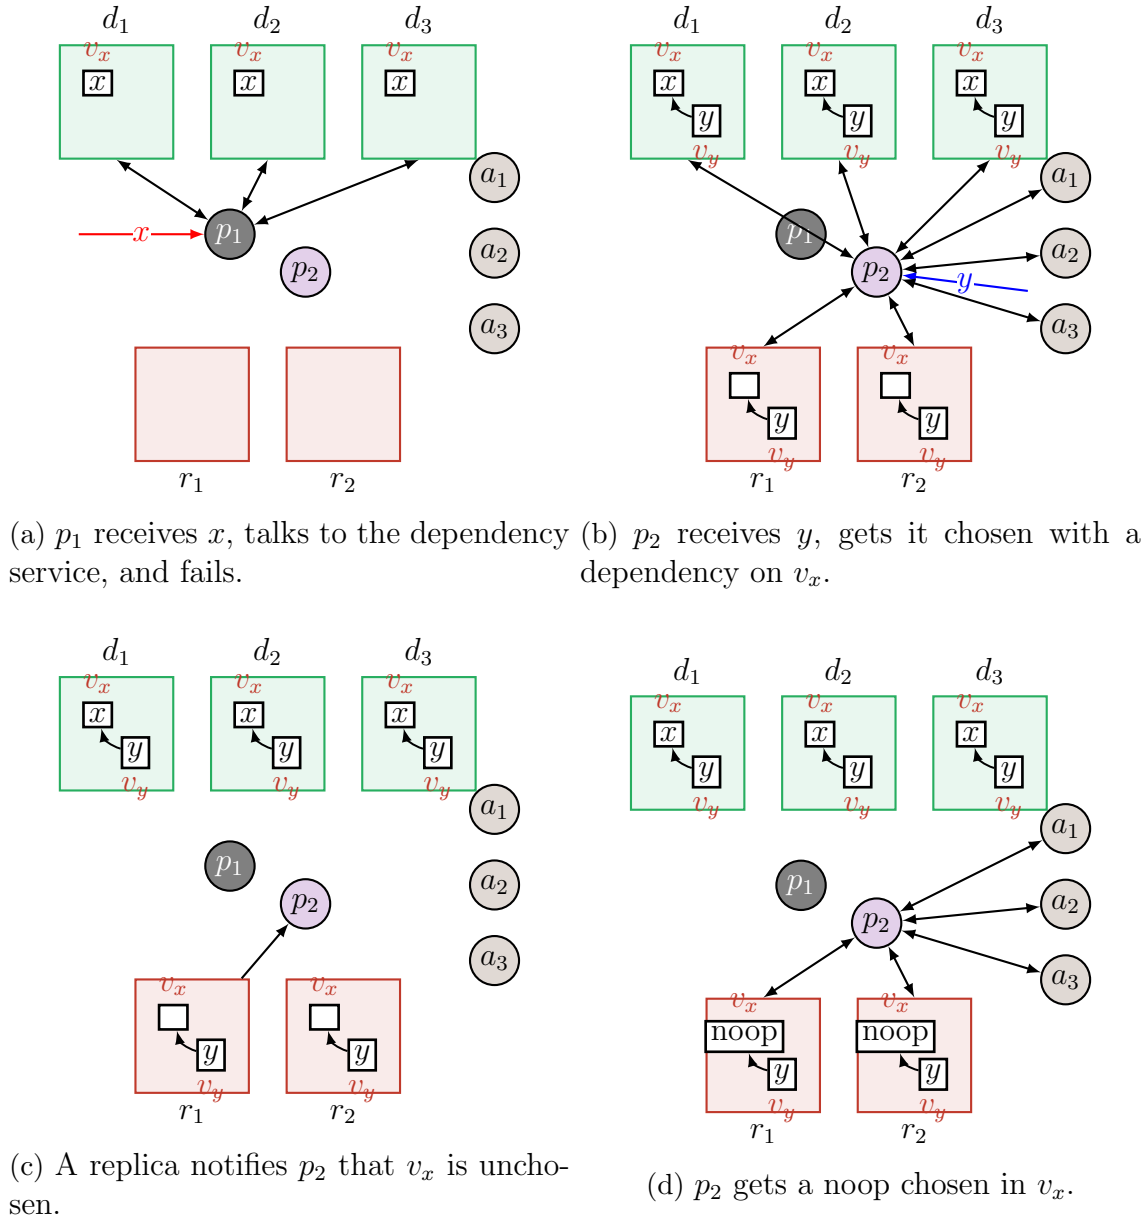 d1 d2 d3
vx vx vx
x x x
a1
x p1
p2 a2
a3
r1 r2
(a) p1 receives x, talks to the dependency
service, and fails.
d1 d2 d3
vx vx vx
x x x
y y y
vy vy vy
a1
p1
p2 a2
y
a3
vx vx
y y
vy vy
r1 r2
(b) p2 receives y, gets it chosen with a
dependency on vx.
d1 d2 d3
vx vx vx
x x x
y y y
vy vy vy
a1
p1
p2 a2
a3
vx vx
y y
vy vy
r1 r2
(c) A replica notifies p2 that vx is uncho-
sen.
d1 d2 d3
vx vx vx
x x x
y y y
vy vy vy
a1
p1
p2 a2
a3
vx vx
noop noop
y y
vy vy
r1 r2
(d) p2 gets a noop chosen in vx.